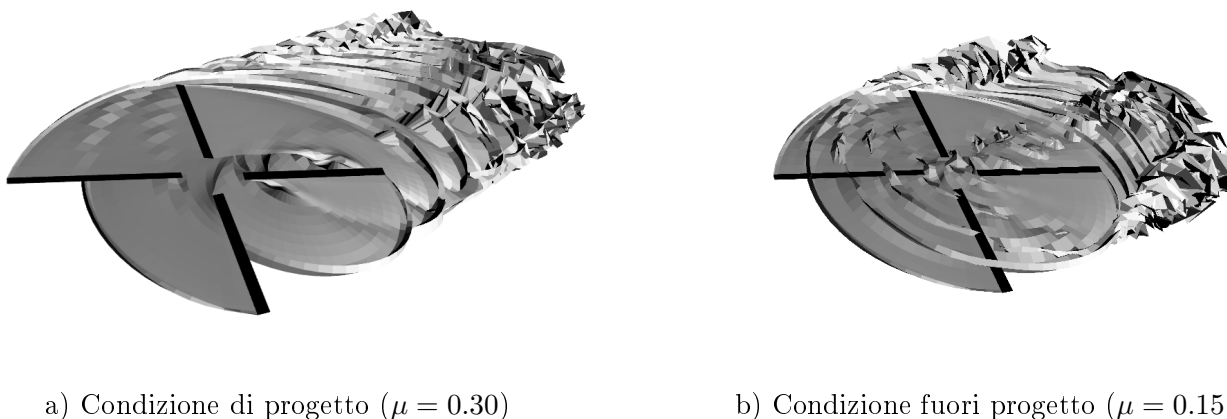 a) Condizione di progetto (μ = 0.30)
b) Condizione fuori progetto (μ = 0.15